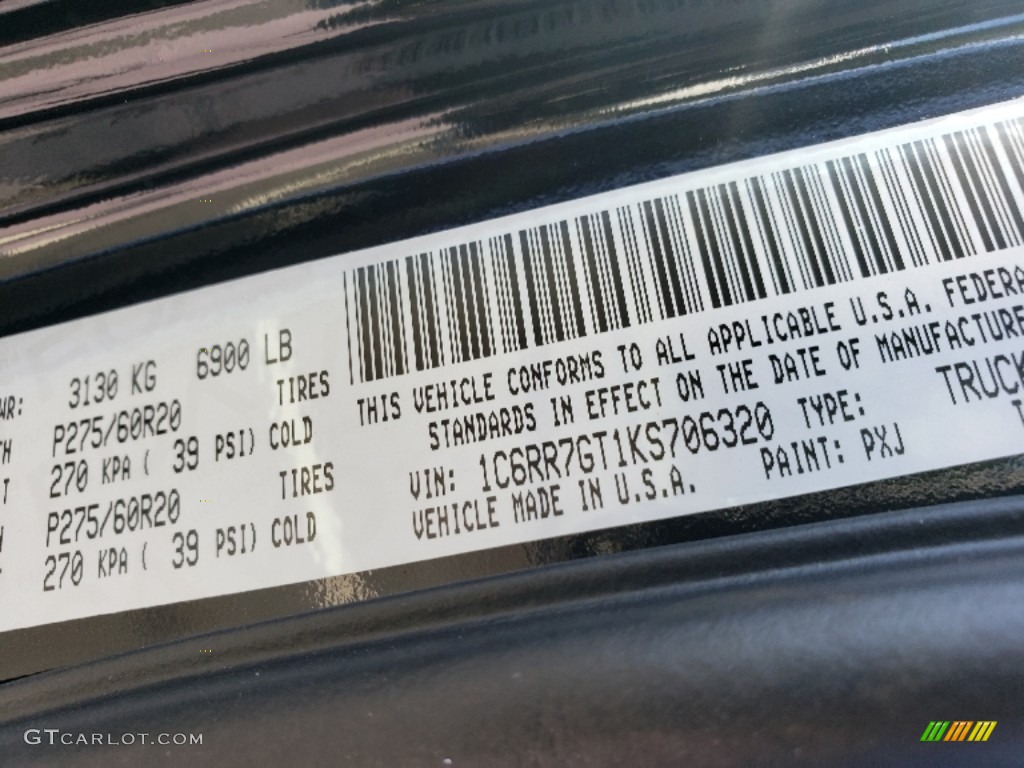 WR: 3130 KG 6900 LB
TH P275/60R20 TIRES
T 270 KPA ( 39 PSI) COLD
P275/60R20 TIRES
270 KPA ( 39 PSI) COLD
THIS VEHICLE CONFORMS TO ALL APPLICABLE U.S.A. FEDERA
STANDARDS IN EFFECT ON THE DATE OF MANUFACTURE
VIN: 1C6RR7GT1KS706320 TYPE: TRUCK
VEHICLE MADE IN U.S.A. PAINT: PXJ
GTCARLOT.COM